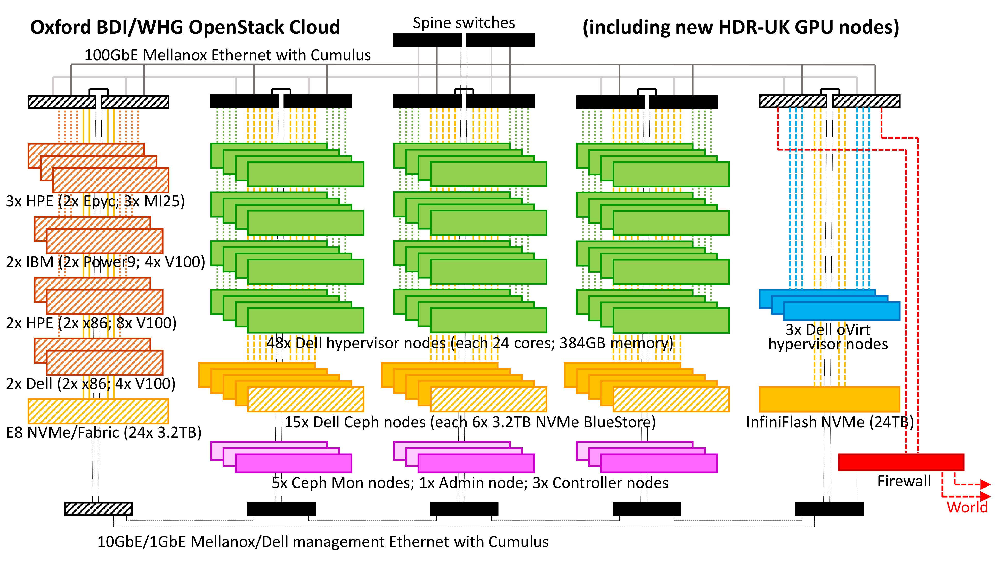 Oxford BDI/WHG OpenStack Cloud
Spine switches
(including new HDR-UK GPU nodes)
100GbE Mellanox Ethernet with Cumulus
3x HPE (2x Epyc; 3x MI25)
2x IBM (2x Power9; 4x V100)
2x HPE (2x x86; 8x V100)
2x Dell (2x x86; 4x V100)
E8 NVMe/Fabric (24x 3.2TB)
48x Dell hypervisor nodes (each 24 cores; 384GB memory)
15x Dell Ceph nodes (each 6x 3.2TB NVMe BlueStore)
5x Ceph Mon nodes; 1x Admin node; 3x Controller nodes
3x Dell oVirt
hypervisor nodes
InfiniFlash NVMe (24TB)
Firewall
World
10GbE/1GbE Mellanox/Dell management Ethernet with Cumulus